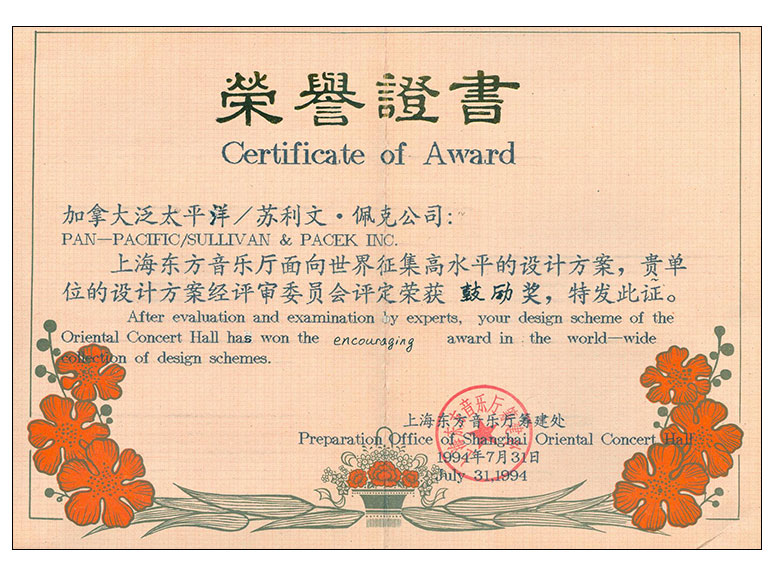 榮譽證書
Certificate of Award
加拿大泛太平洋／苏利文·佩克公司:
PAN—PACIFIC/SULLIVAN & PACEK INC.
上海东方音乐厅面向世界征集高水平的设计方案，贵单
位的设计方案经评审委员会评定荣获 鼓励奖，特发此证。
After evaluation and examination by experts, your design scheme of the
Oriental Concert Hall has won the encouraging award in the world—wide
collection of design schemes.
上海东方音乐厅筹建处
Preparation Office of Shanghai Oriental Concert Hall
1994年7月31日
July 31,1994